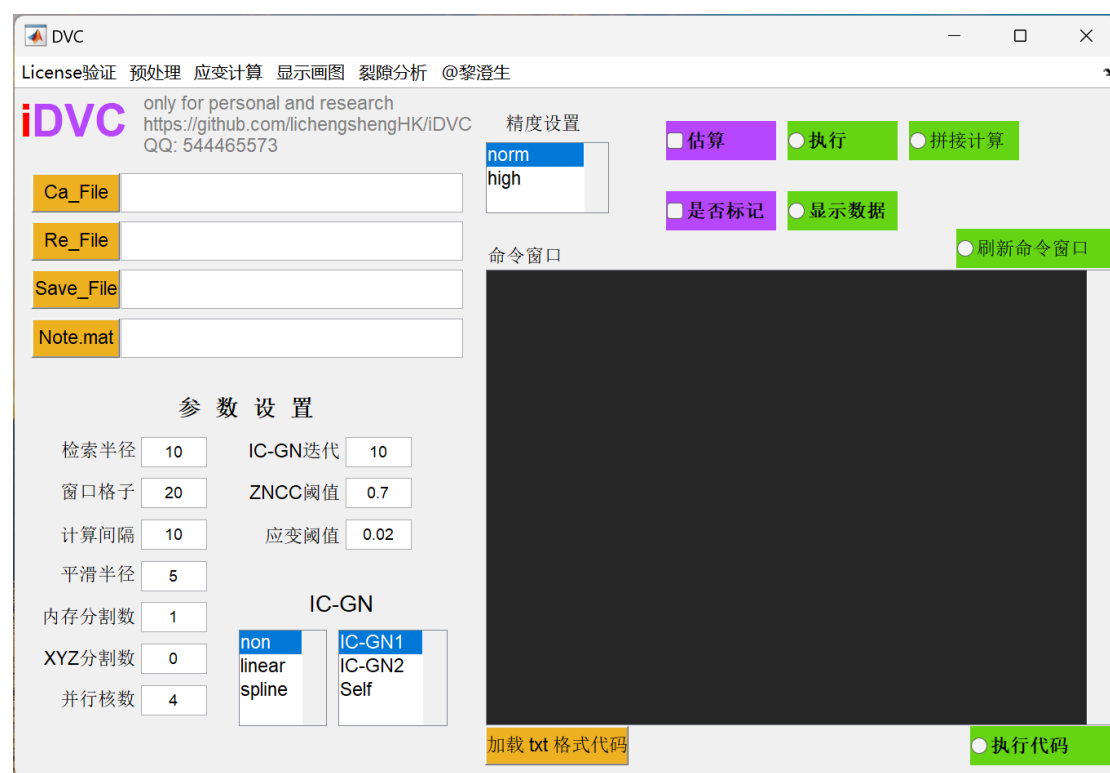 DVC
License验证 预处理 应变计算 显示画图 裂隙分析 @黎澄生
iDVC
only for personal and research
https://github.com/lichengshengHK/iDVC
QQ: 544465573
精度设置
norm
high
估算
执行
拼接计算
是否标记
显示数据
刷新命令窗口
Ca_File
Re_File
Save_File
Note.mat
命令窗口
参 数 设 置
检索半径 10 IC-GN迭代 10
窗口格子 20 ZNCC阈值 0.7
计算间隔 10 应变阈值 0.02
平滑半径 5
内存分割数 1
XYZ分割数 0
并行核数 4
IC-GN
non
linear
spline
IC-GN1
IC-GN2
Self
加载 txt 格式代码
执行代码